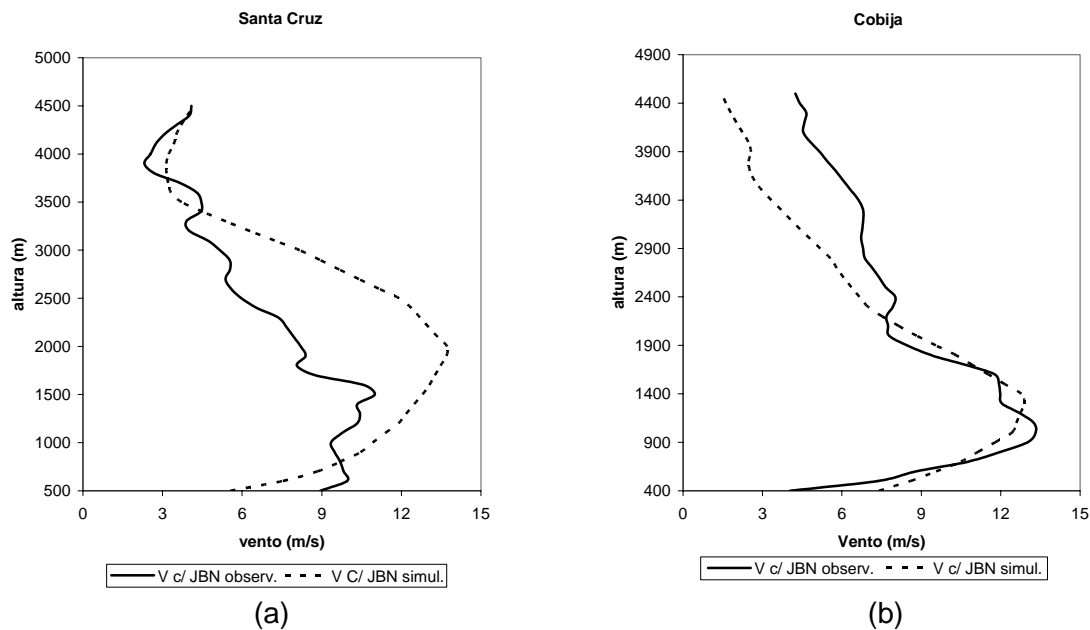 Santa Cruz
5000
4500
4000
3500
3000
2500
2000
1500
1000
500
altura (m)
0 3 6 9 12 15
vento (m/s)
V c/ JBN observ. V C/ JBN simul.
(a)
Cobija
4900
4400
3900
3400
2900
2400
1900
1400
900
400
altura (m)
0 3 6 9 12 15
Vento (m/s)
V c/ JBN observ. V C/ JBN simul.
(b)